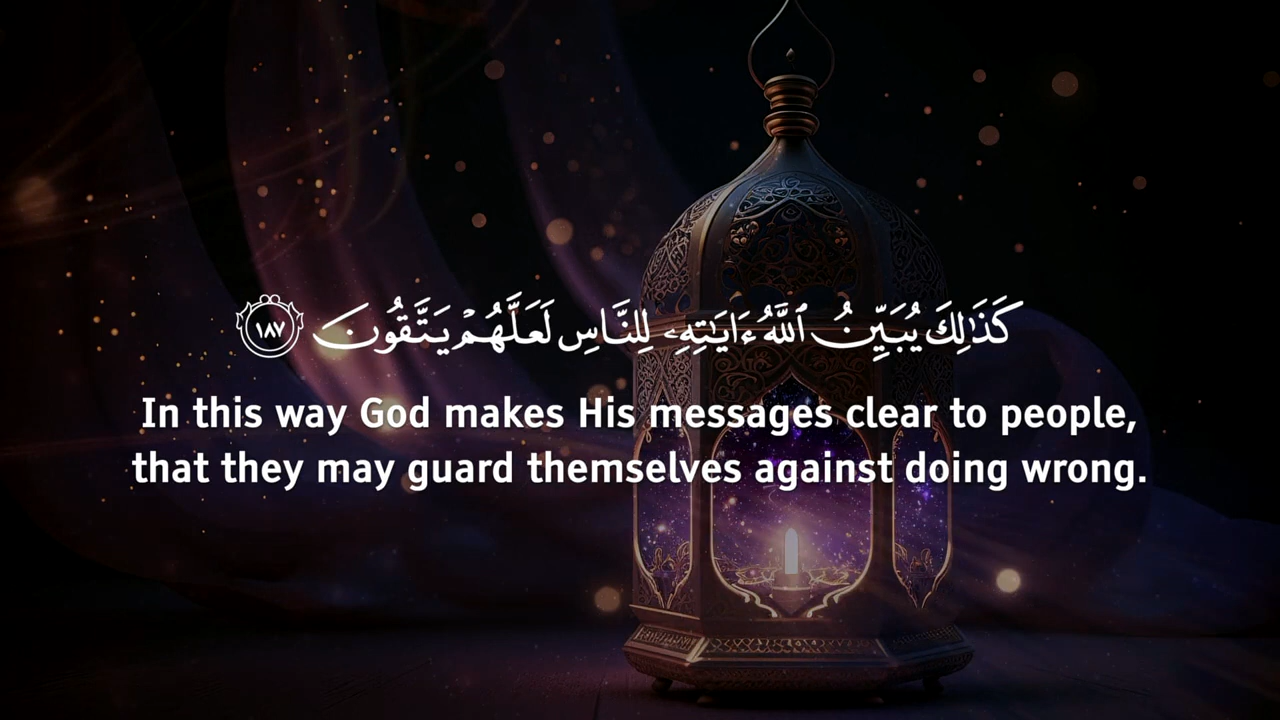 كَذَٰلِكَ يُبَيِّنُ ٱللَّهُ ءَايَـٰتِهِۦ لِلنَّاسِ لَعَلَّهُمْ يَتَّقُونَ ١٨٧
In this way God makes His messages clear to people,
that they may guard themselves against doing wrong.